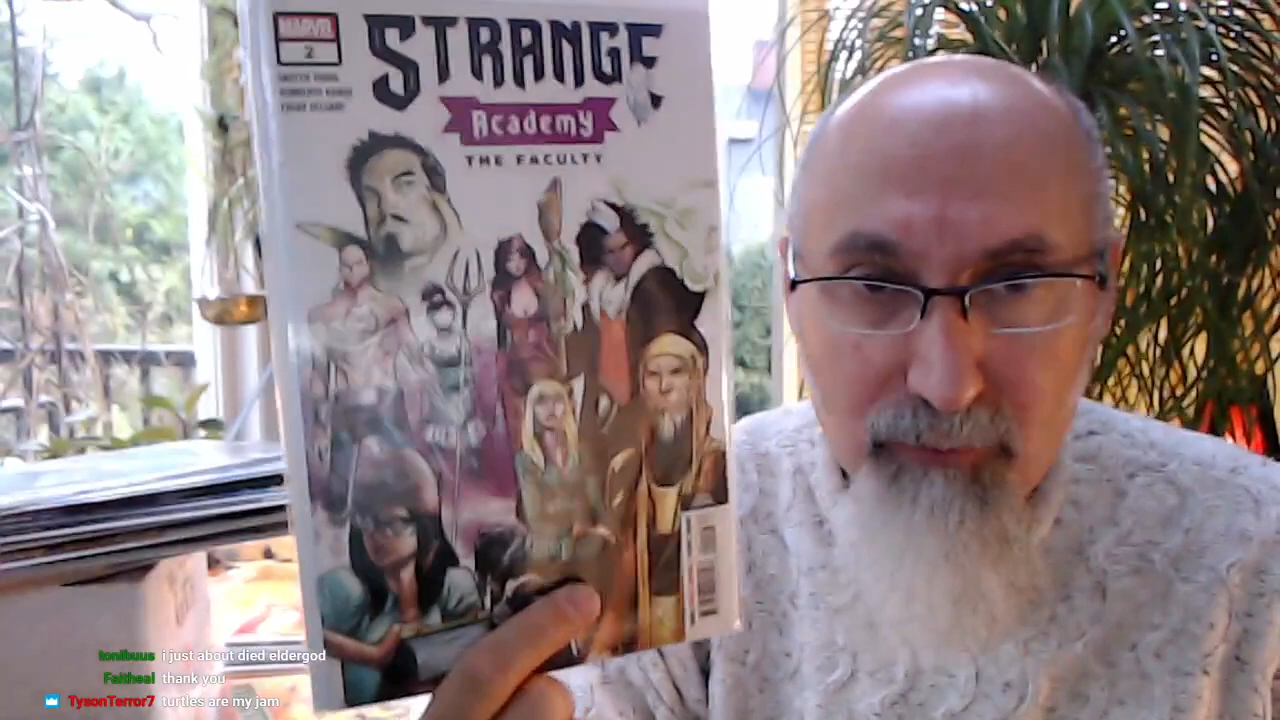 MARVEL
2
STRANGE
Academy
THE FACULTY
tonibuus i just about died eldergod
Faitheal thank you
TysonTerror7 turtles are my jam